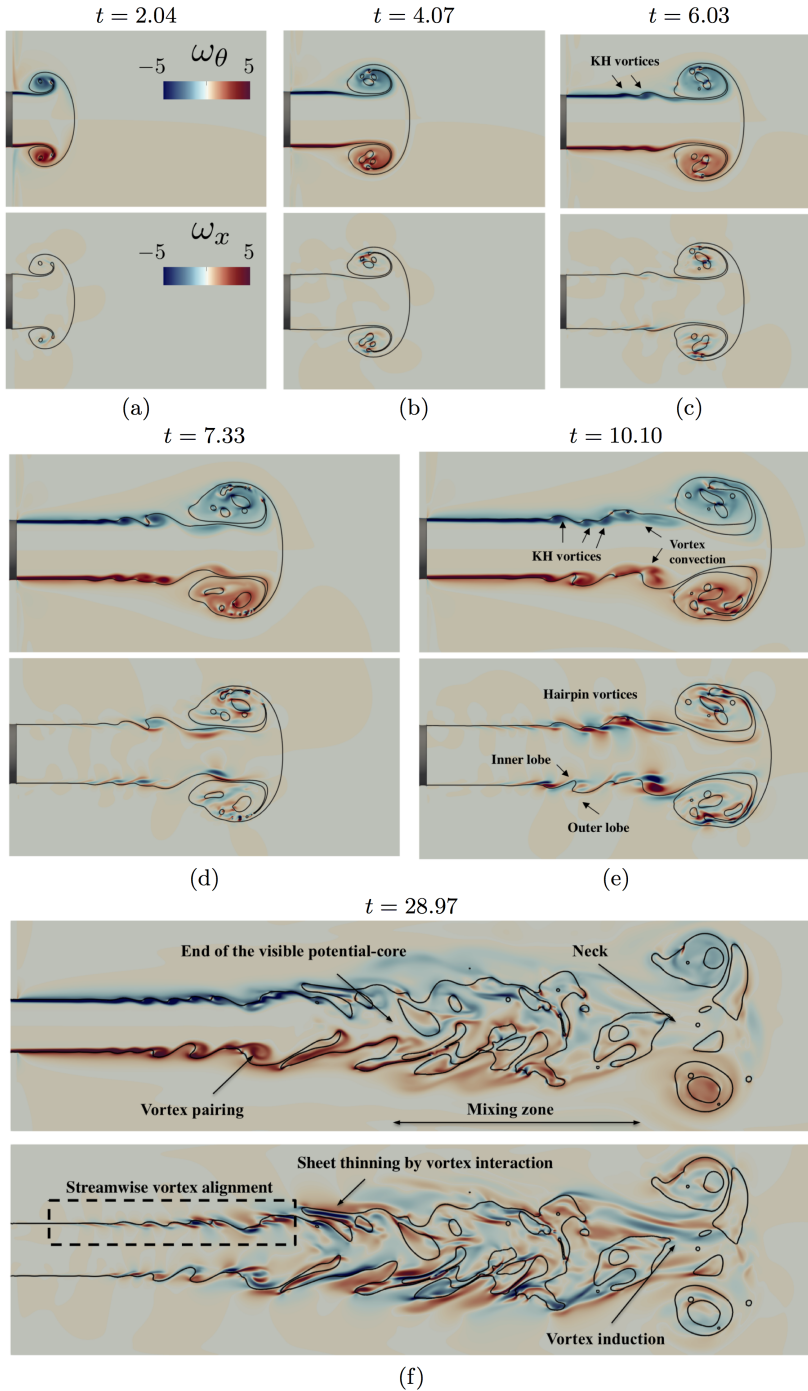 t = 2.04
t = 4.07
t = 6.03
ω_θ
−5 5
KH vortices
ω_x
−5 5
(a)
(b)
(c)
t = 7.33
t = 10.10
KH vortices
Vortex
convection
Hairpin vortices
Inner lobe
Outer lobe
(d)
(e)
t = 28.97
End of the visible potential-core
Neck
Vortex pairing
Mixing zone
Sheet thinning by vortex interaction
Streamwise vortex alignment
Vortex induction
(f)